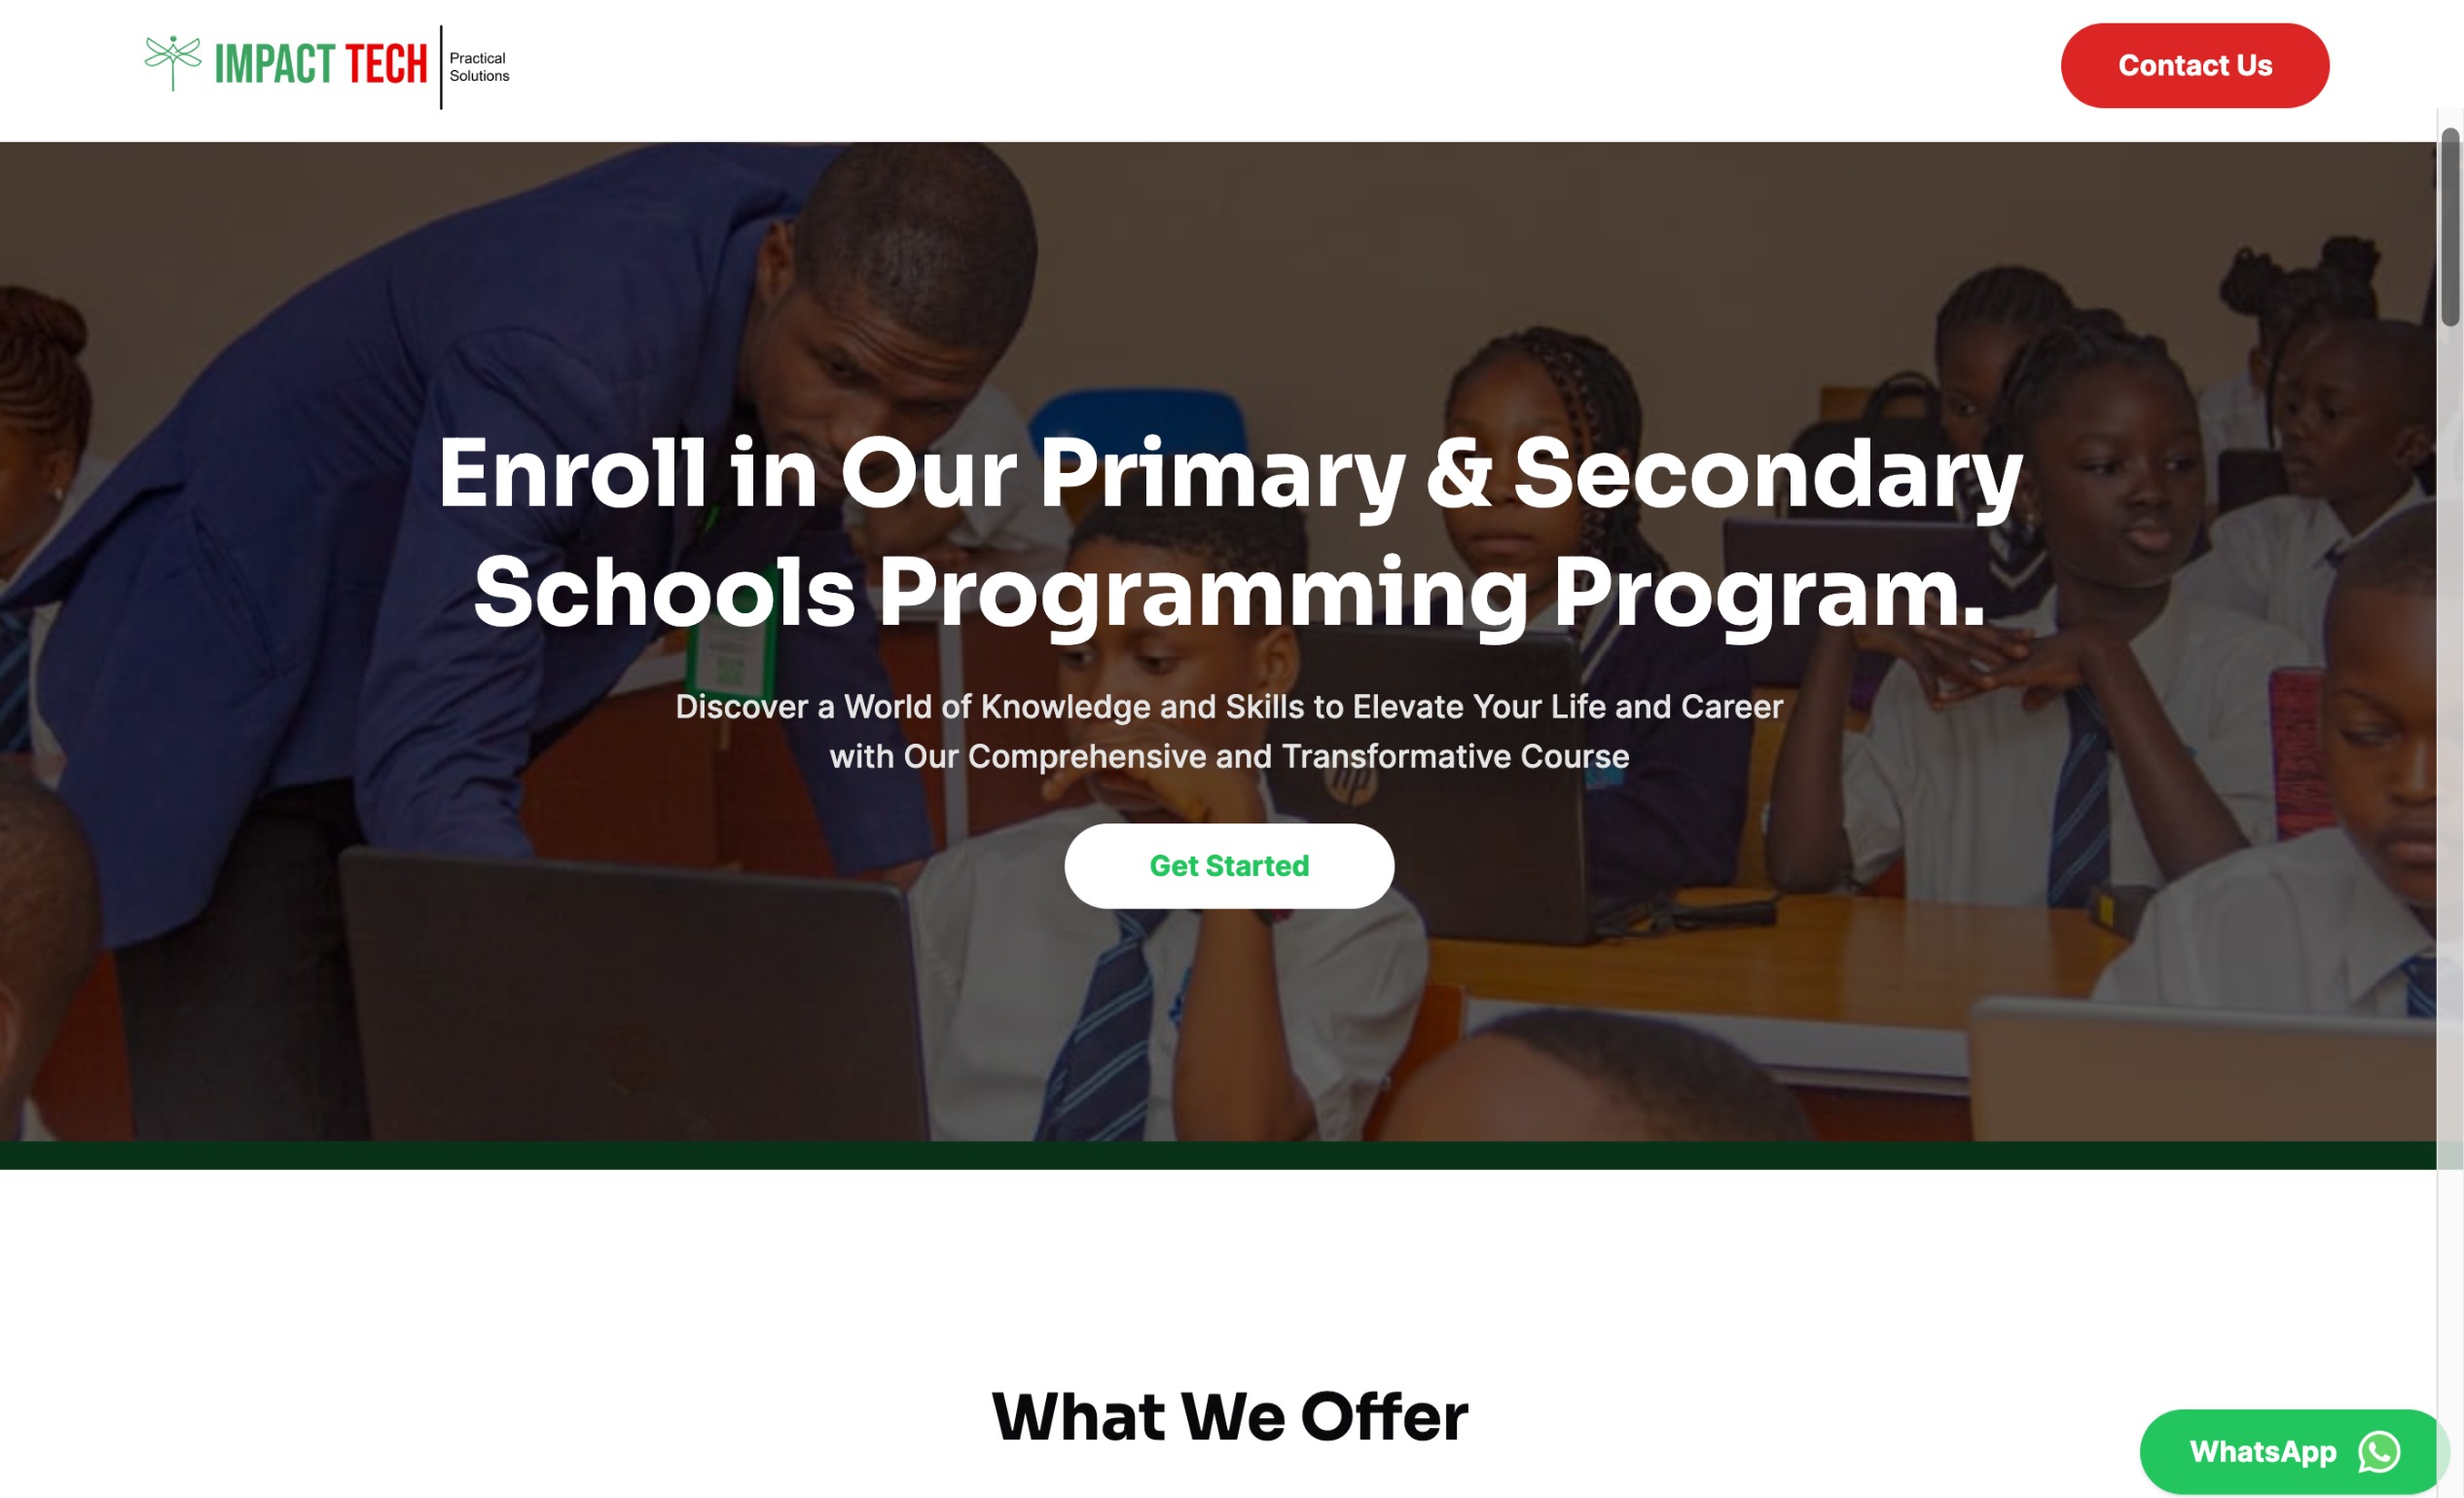 IMPACT TECH
Practical
Solutions
Contact Us
Enroll in Our Primary & Secondary
Schools Programming Program.
Discover a World of Knowledge and Skills to Elevate Your Life and Career
with Our Comprehensive and Transformative Course
hp
Get Started
What We Offer
WhatsApp